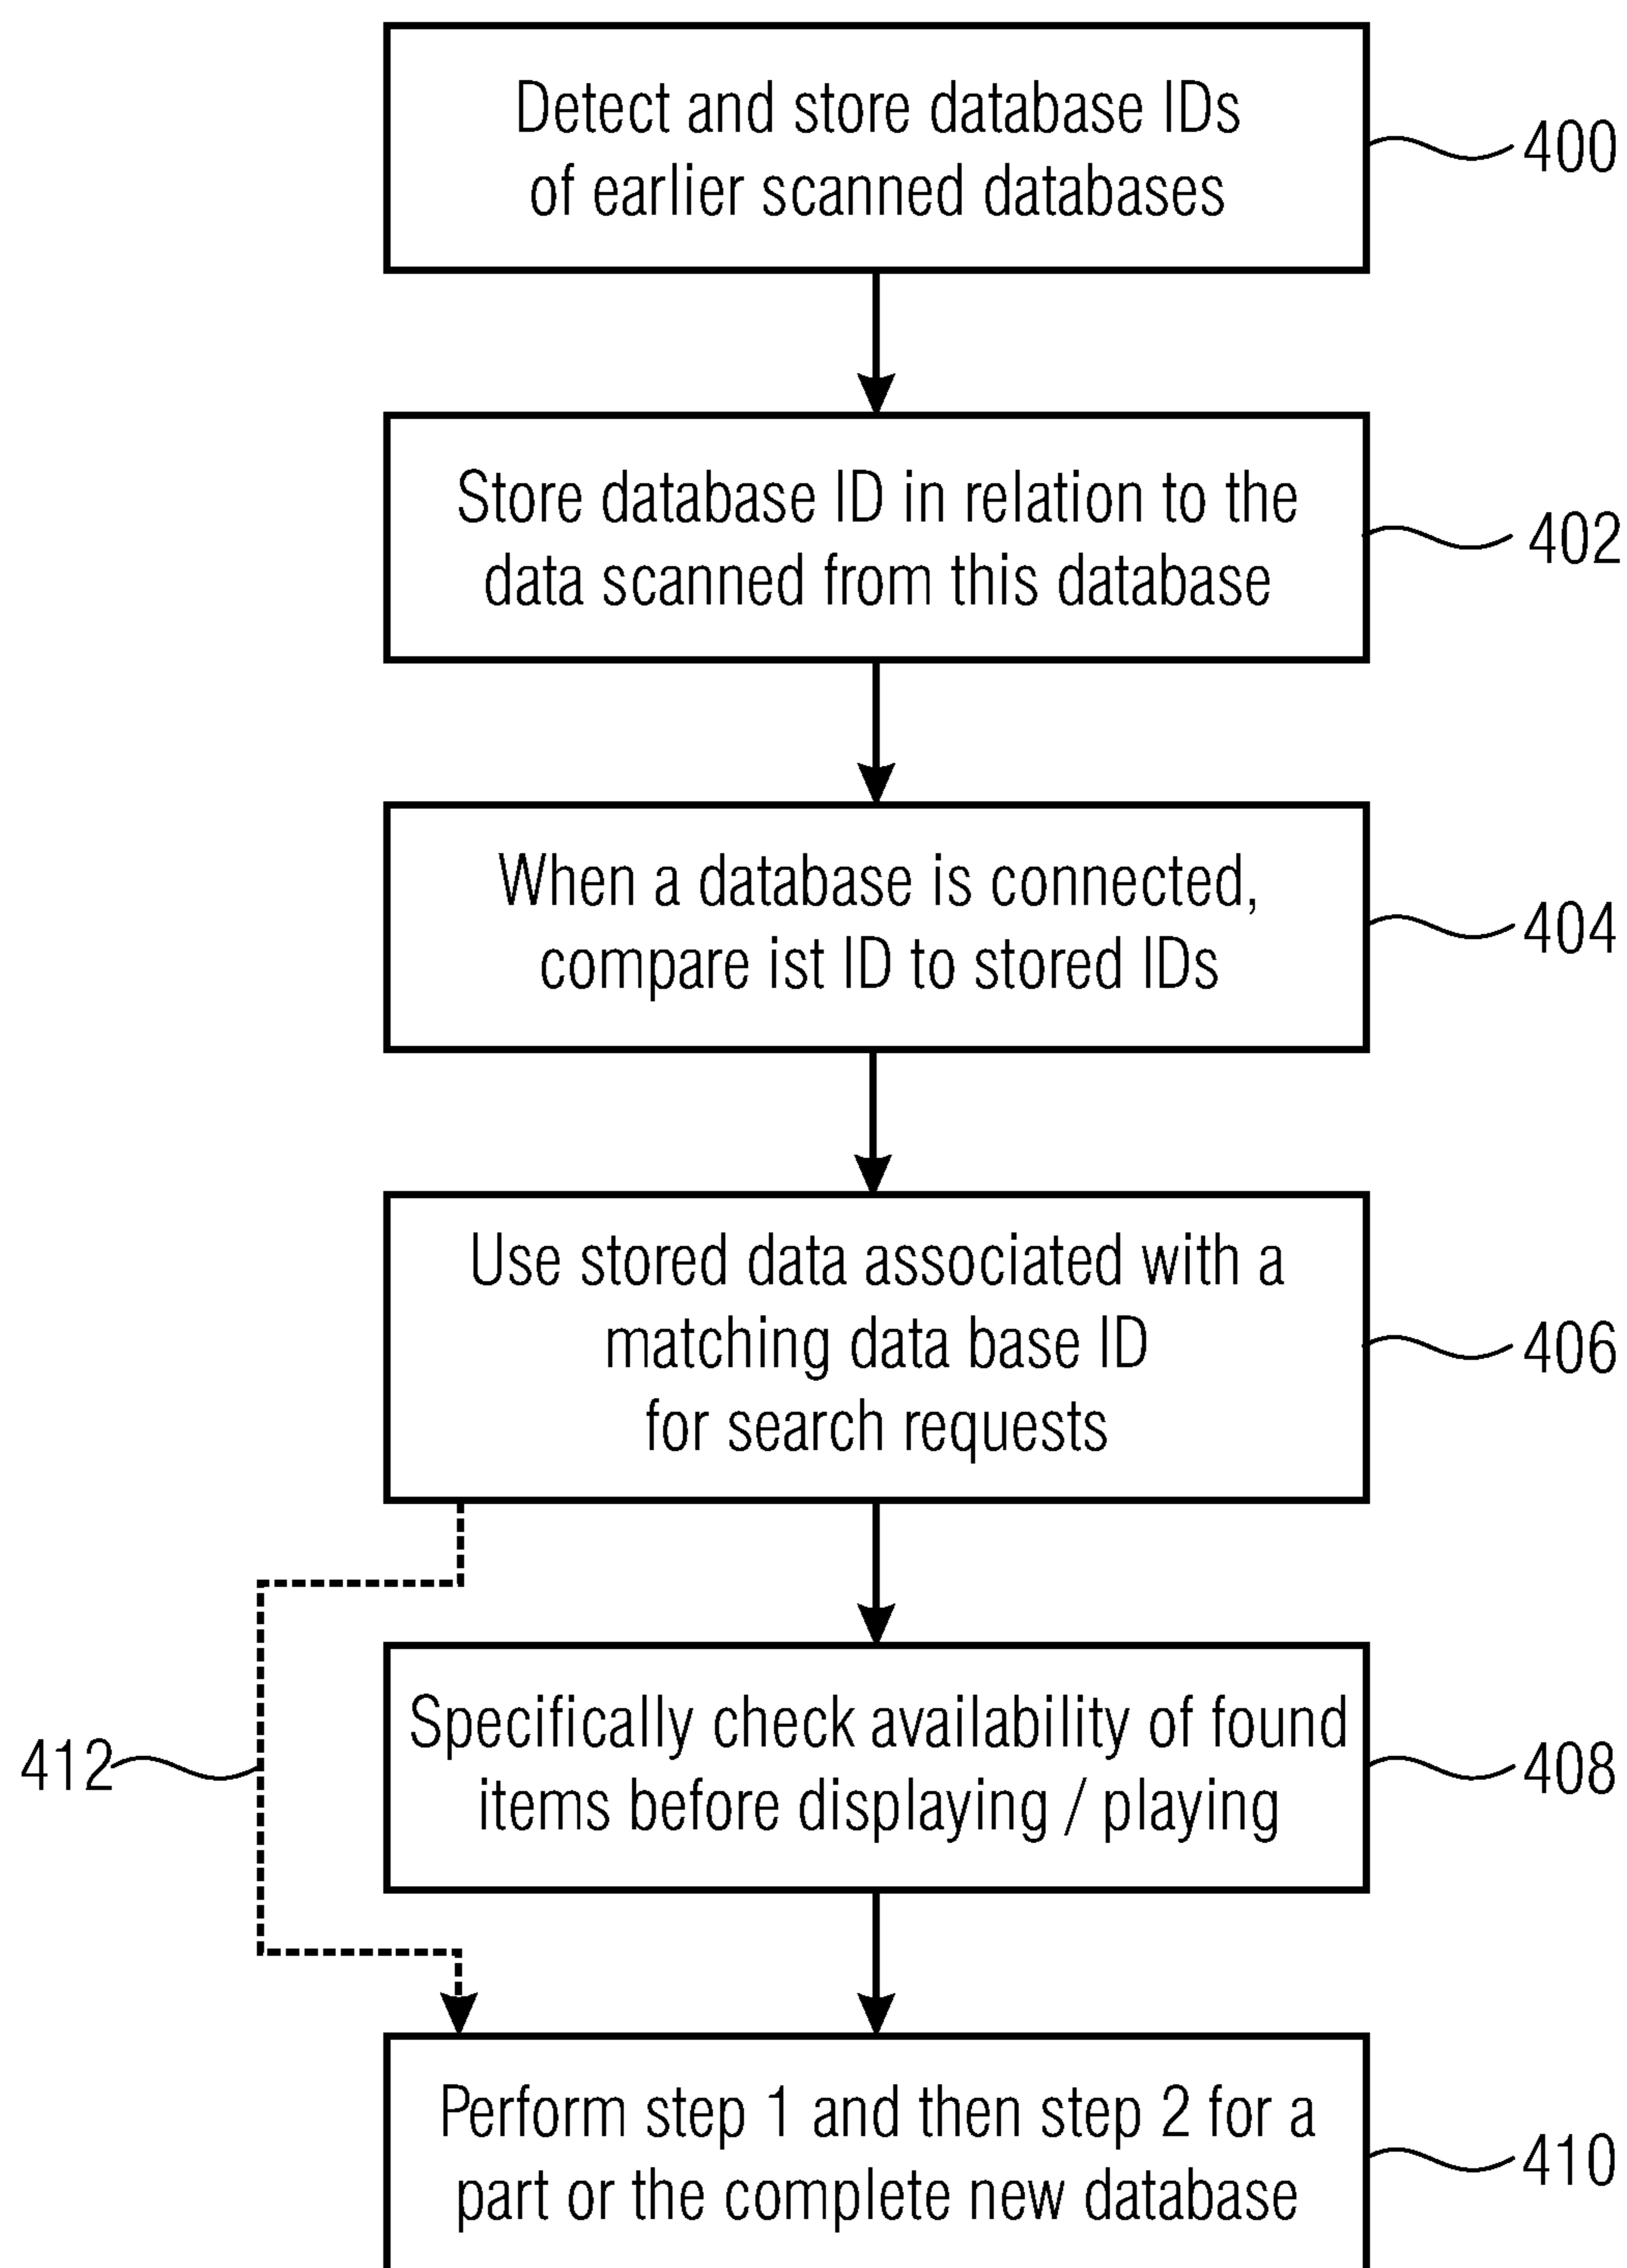 Detect and store database IDs
of earlier scanned databases
400
Store database ID in relation to the
data scanned from this database
402
When a database is connected,
compare ist ID to stored IDs
404
Use stored data associated with a
matching data base ID
for search requests
406
Specifically check availability of found
items before displaying / playing
408
412
Perform step 1 and then step 2 for a
part or the complete new database
410